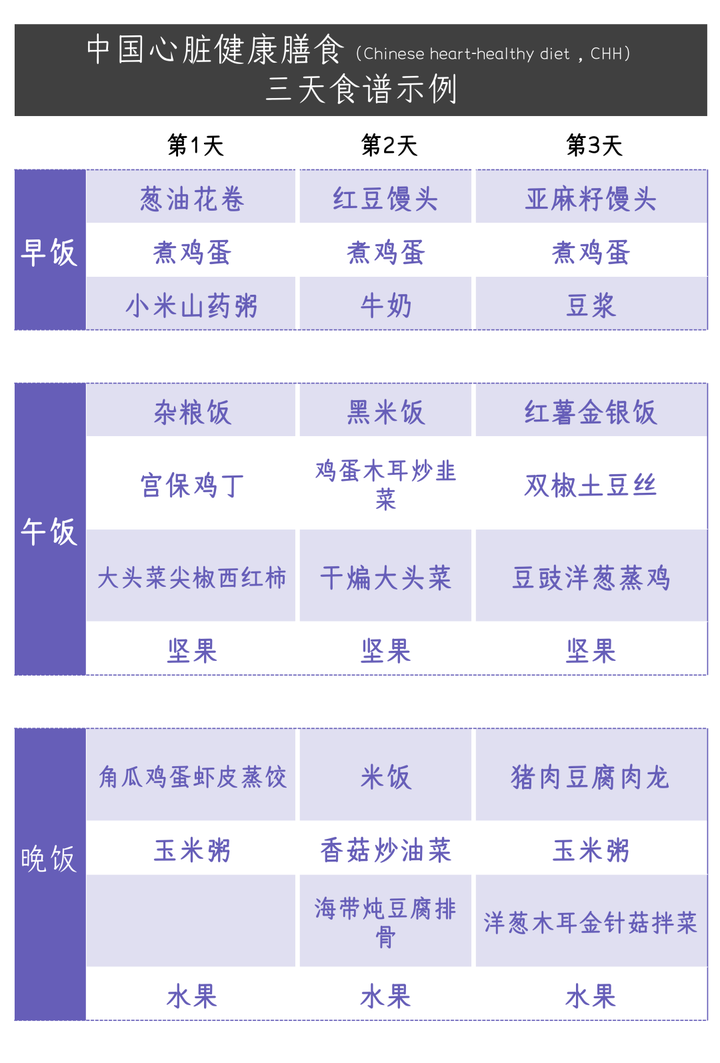 中国心脏健康膳食（Chinese heart-healthy diet，CHH）
三天食谱示例
第1天 第2天 第3天
早饭
葱油花卷 红豆馒头 亚麻籽馒头
煮鸡蛋 煮鸡蛋 煮鸡蛋
小米山药粥 牛奶 豆浆
午饭
杂粮饭 黑米饭 红薯金银饭
宫保鸡丁 鸡蛋木耳炒韭
菜 双椒土豆丝
大头菜尖椒西红柿 干煸大头菜 豆豉洋葱蒸鸡
坚果 坚果 坚果
晚饭
角瓜鸡蛋虾皮蒸饺 米饭 猪肉豆腐肉龙
玉米粥 香菇炒油菜 玉米粥
海带炖豆腐排
骨 洋葱木耳金针菇拌菜
水果 水果 水果